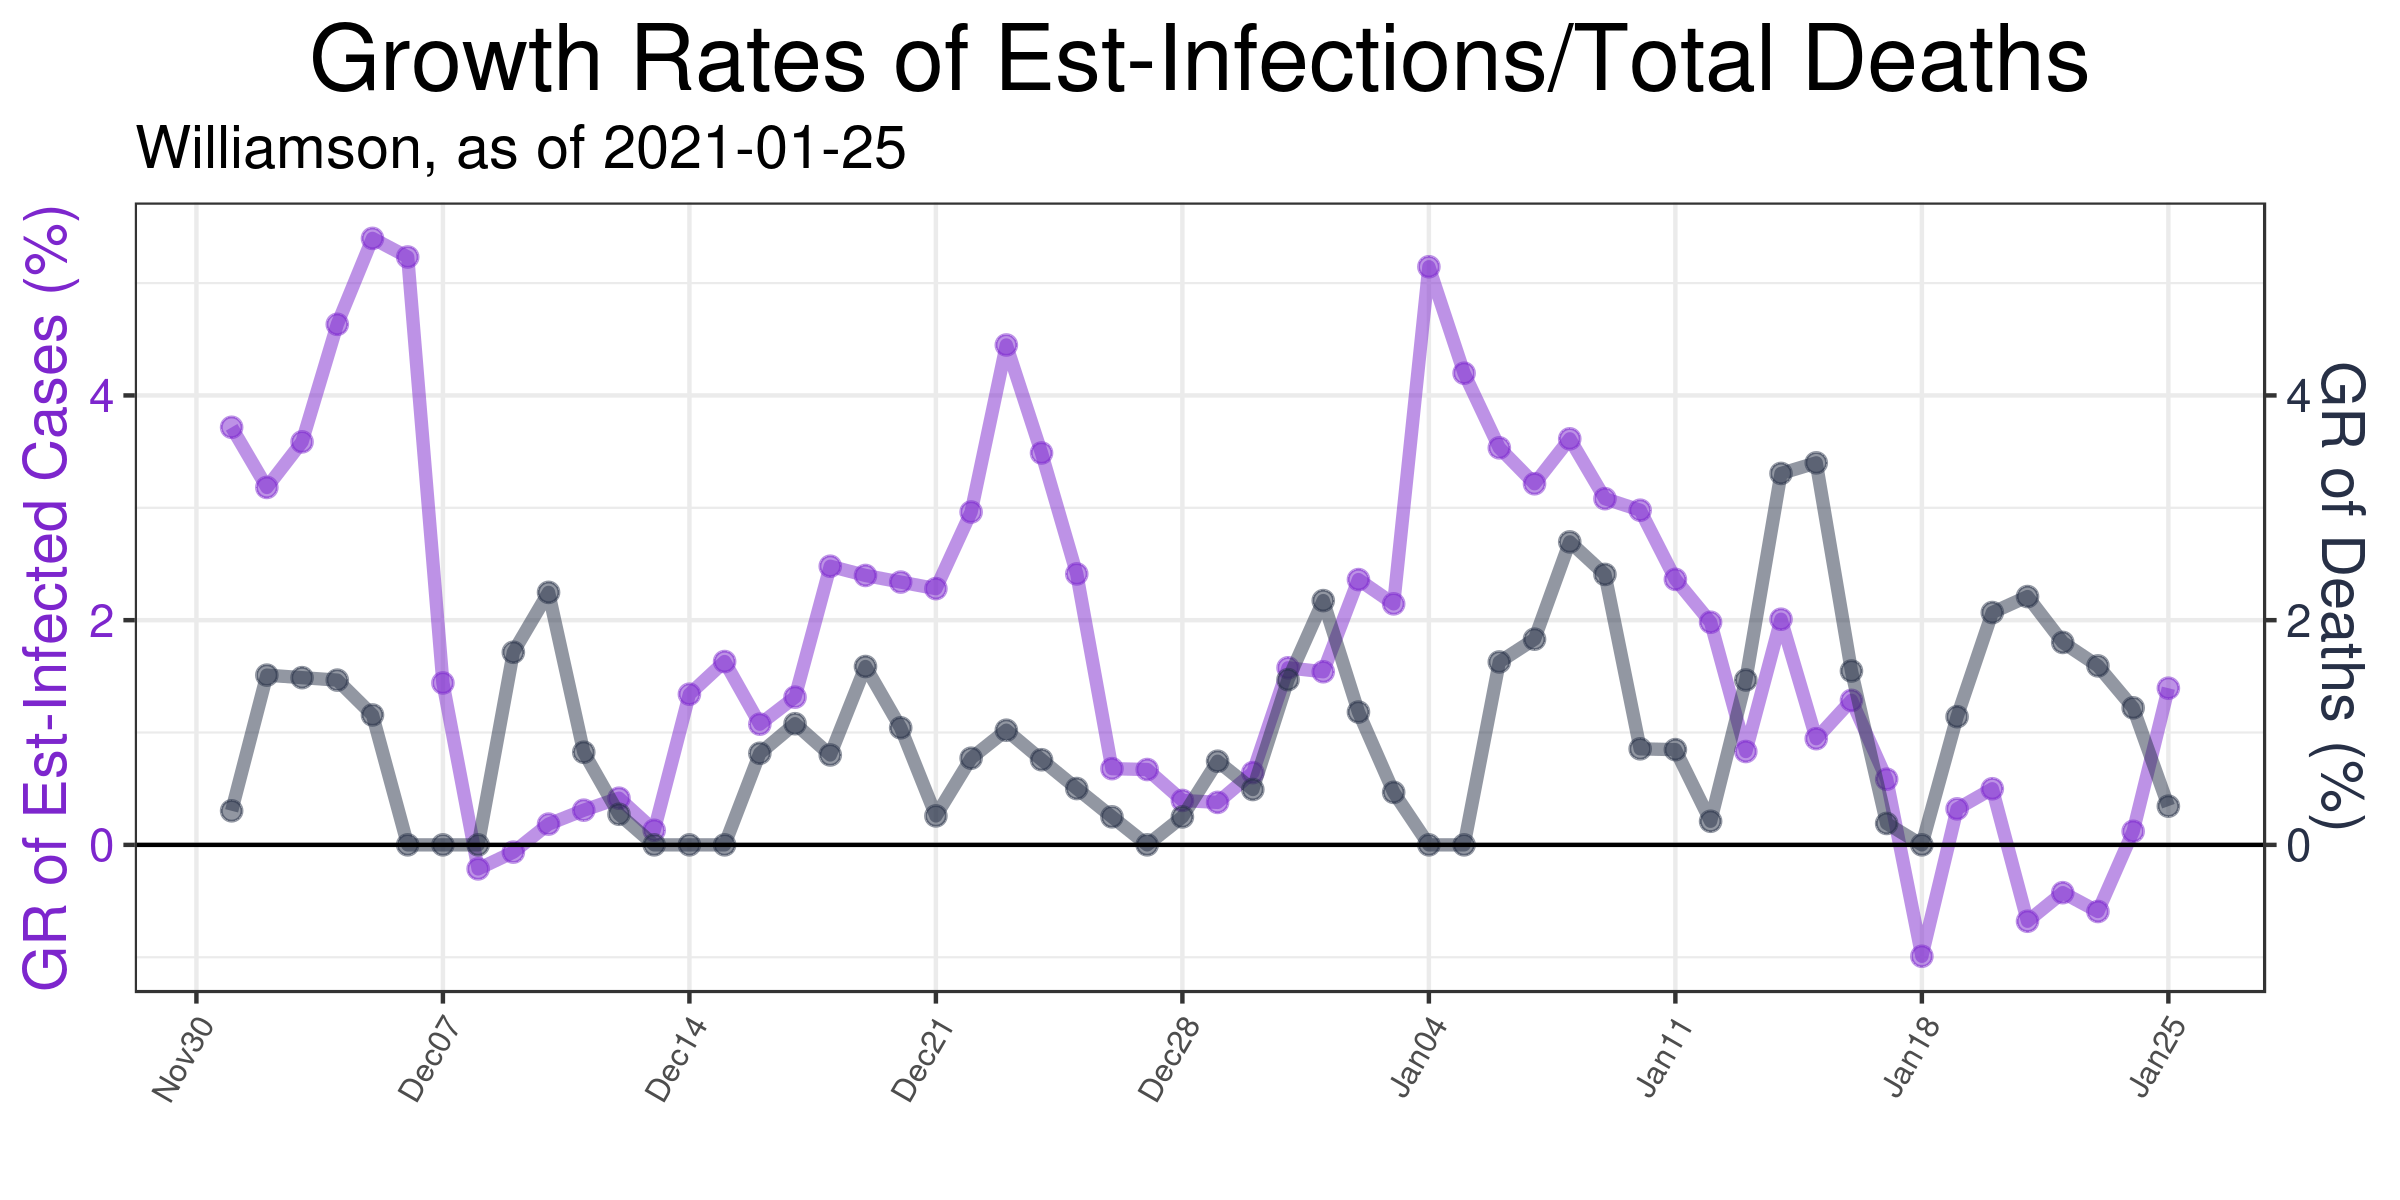 Growth Rates of Est-Infections/Total Deaths
Williamson, as of 2021-01-25
GR of Est-Infected Cases (%)
4
2
0
4
2
0
GR of Deaths (%)
Nov30
Dec07
Dec14
Dec21
Dec28
Jan04
Jan11
Jan18
Jan25